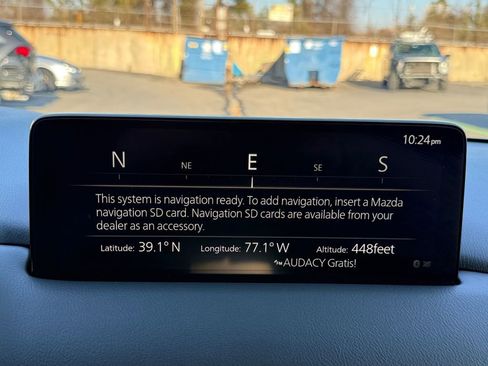 10:24pm
N NE E SE S
This system is navigation ready. To add navigation, insert a Mazda
navigation SD card. Navigation SD cards are available from your
dealer as an accessory.
Latitude: 39.1° N Longitude: 77.1° W Altitude: 448feet
AUDACY Gratis!